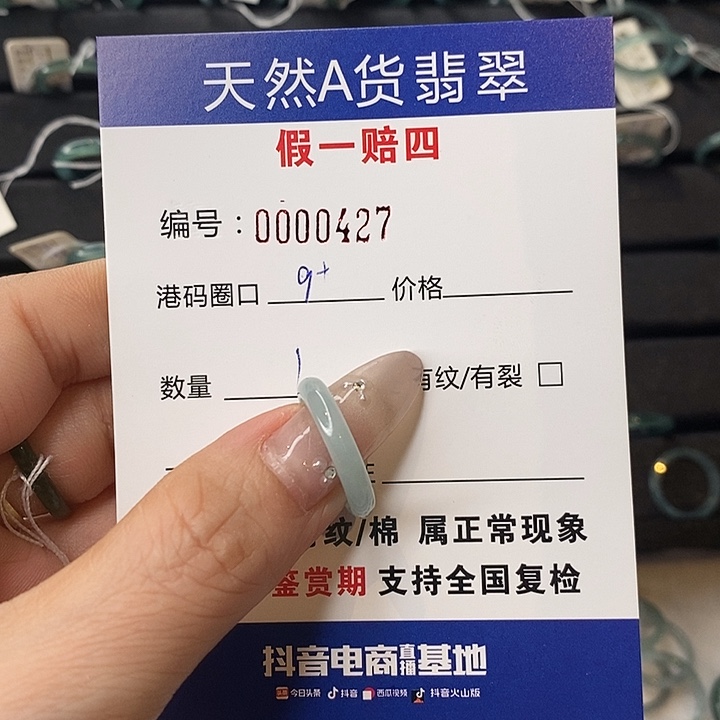 天然A货翡翠
假一赔四
编号：0000427
港码圈口 9+ 价格
数量 1 有纹/有裂 □
纹/棉 属正常现象
鉴赏期 支持全国复检
抖音电商直播基地
今日头条 抖音 西瓜视频 抖音火山版